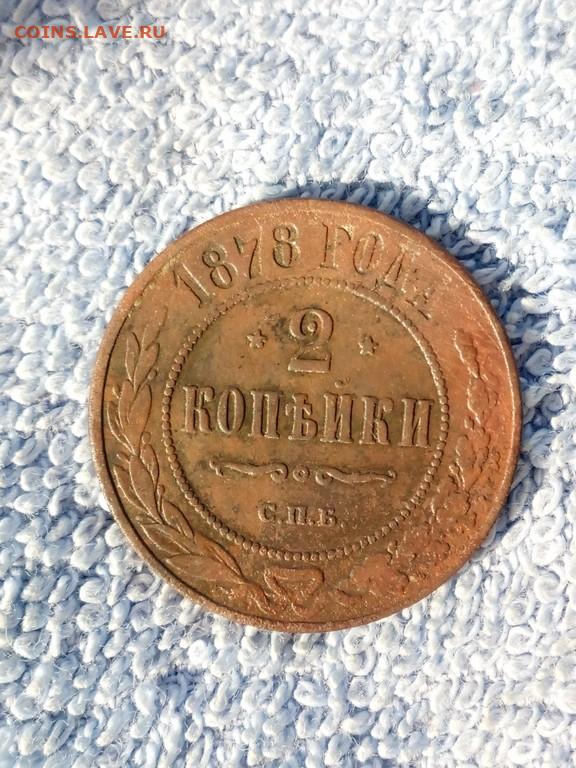 COINS.LAVE.RU
1878 ГОДА
2
КОПѢЙКИ
С.П.Б.